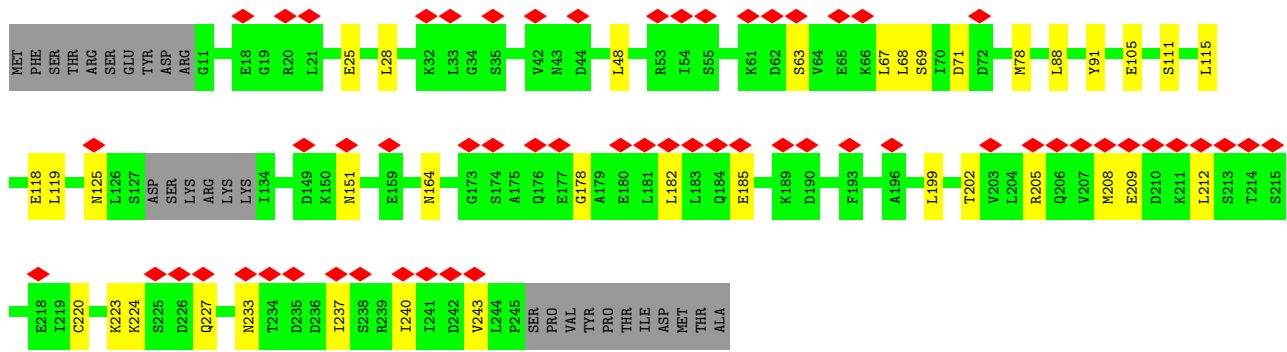 MET PHE SER THR ARG SER GLU TYR ASP ARG G11 E18 G19 R20 L21 E25 L28 K32 L33 G34 S35 V42 N43 D44 L48 R53 I54 S55 K61 D62 S63 V64 E65 K66 L67 L68 S69 I70 D71 D72 M78 L88 Y91 E105 S111 L115
E118 L119 N125 L126 S127 ASP SER LYS ARG LYS LYS I134 D149 K150 N151 E159 N164 G173 S174 A175 Q176 E177 G178 A179 E180 L181 L182 L183 Q184 E185 K189 D190 F193 A196 L199 T202 V203 L204 R205 Q206 V207 M208 E209 D210 K211 L212 S213 T214 S215
E218 I219 C220 K223 K224 S225 D226 Q227 N233 T234 D235 D236 I237 S238 R239 I240 I241 D242 V243 L244 P245 SER PRO VAL TYR PRO THR ILE ASP MET THR ALA